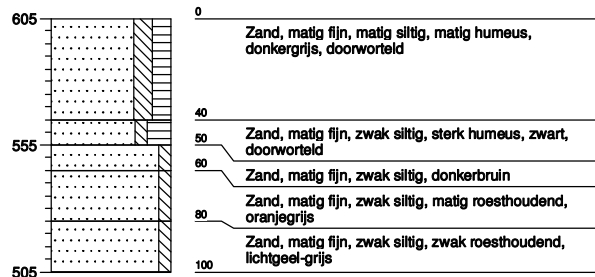 605
0
Zand, matig fijn, matig siltig, matig humeus,
donkergrijs, doorworteld
40
Zand, matig fijn, zwak siltig, sterk humeus, zwart,
doorworteld
555
50
60
Zand, matig fijn, zwak siltig, donkerbruin
Zand, matig fijn, zwak siltig, matig roesthoudend,
oranjegrijs
80
Zand, matig fijn, zwak siltig, zwak roesthoudend,
lichtgeel-grijs
505
100